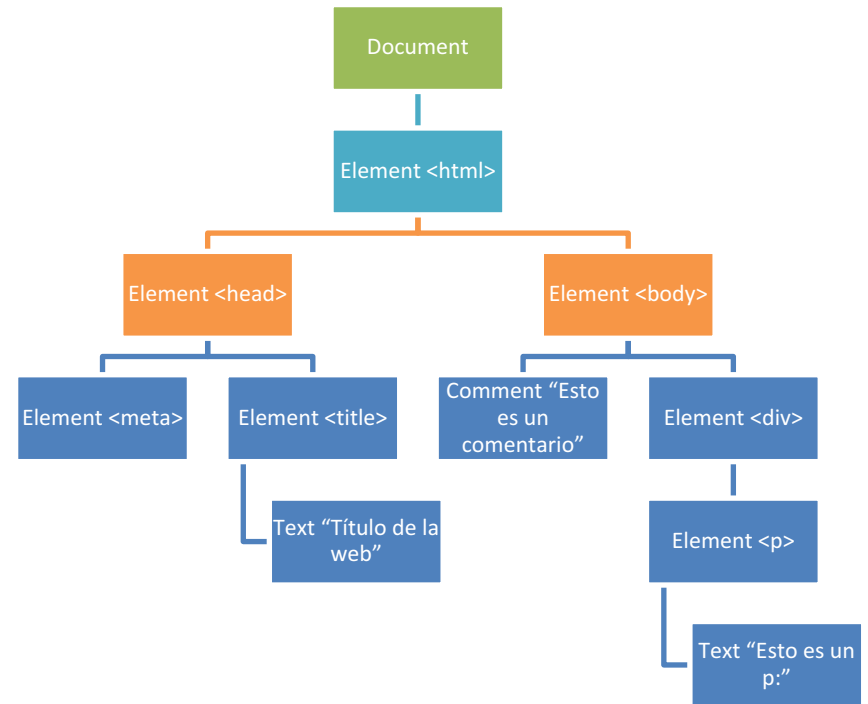 Document
Element <html>
Element <head>
Element <body>
Element <meta>
Element <title>
Comment “Esto
es un
comentario”
Element <div>
Text “Título de la
web”
Element <p>
Text “Esto es un
p:”